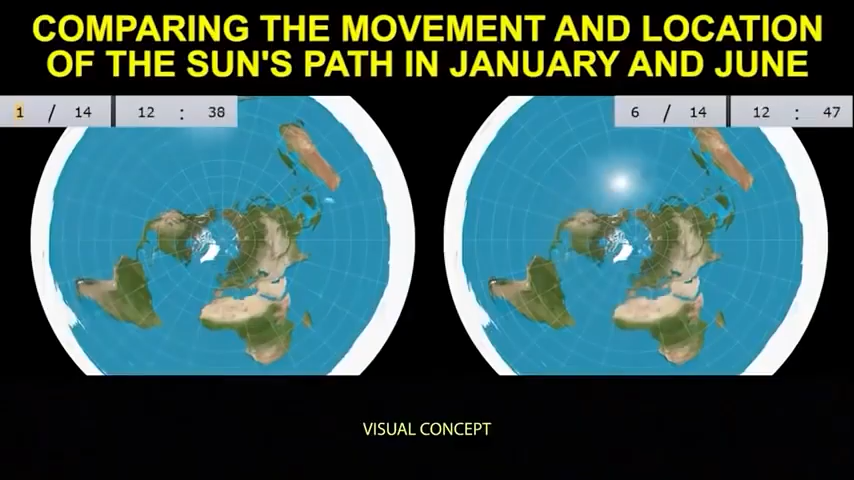 COMPARING THE MOVEMENT AND LOCATION
OF THE SUN'S PATH IN JANUARY AND JUNE
1 / 14 12 : 38
6 / 14 12 : 47
VISUAL CONCEPT